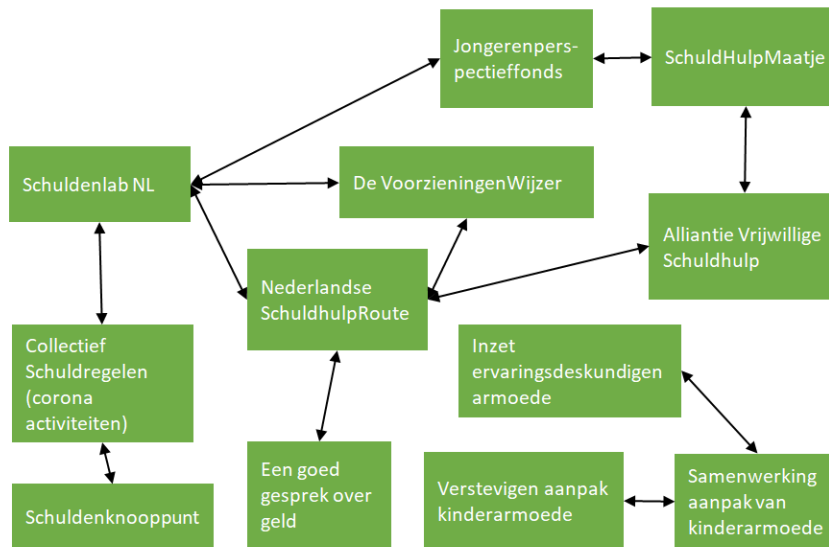 Jongerenpers-
spectieffonds
SchuldHulpMaatje
Schuldenlab NL
De VoorzieningenWijzer
Alliantie Vrijwillige
Schuldhulp
Nederlandse
SchuldhulpRoute
Collectief
Schuldregelen
(corona
activiteiten)
Inzet
ervaringsdeskundigen
armoede
Een goed
gesprek over
geld
Verstevigen aanpak
kinderarmoede
Samenwerking
aanpak van
kinderarmoede
Schuldenknooppunt